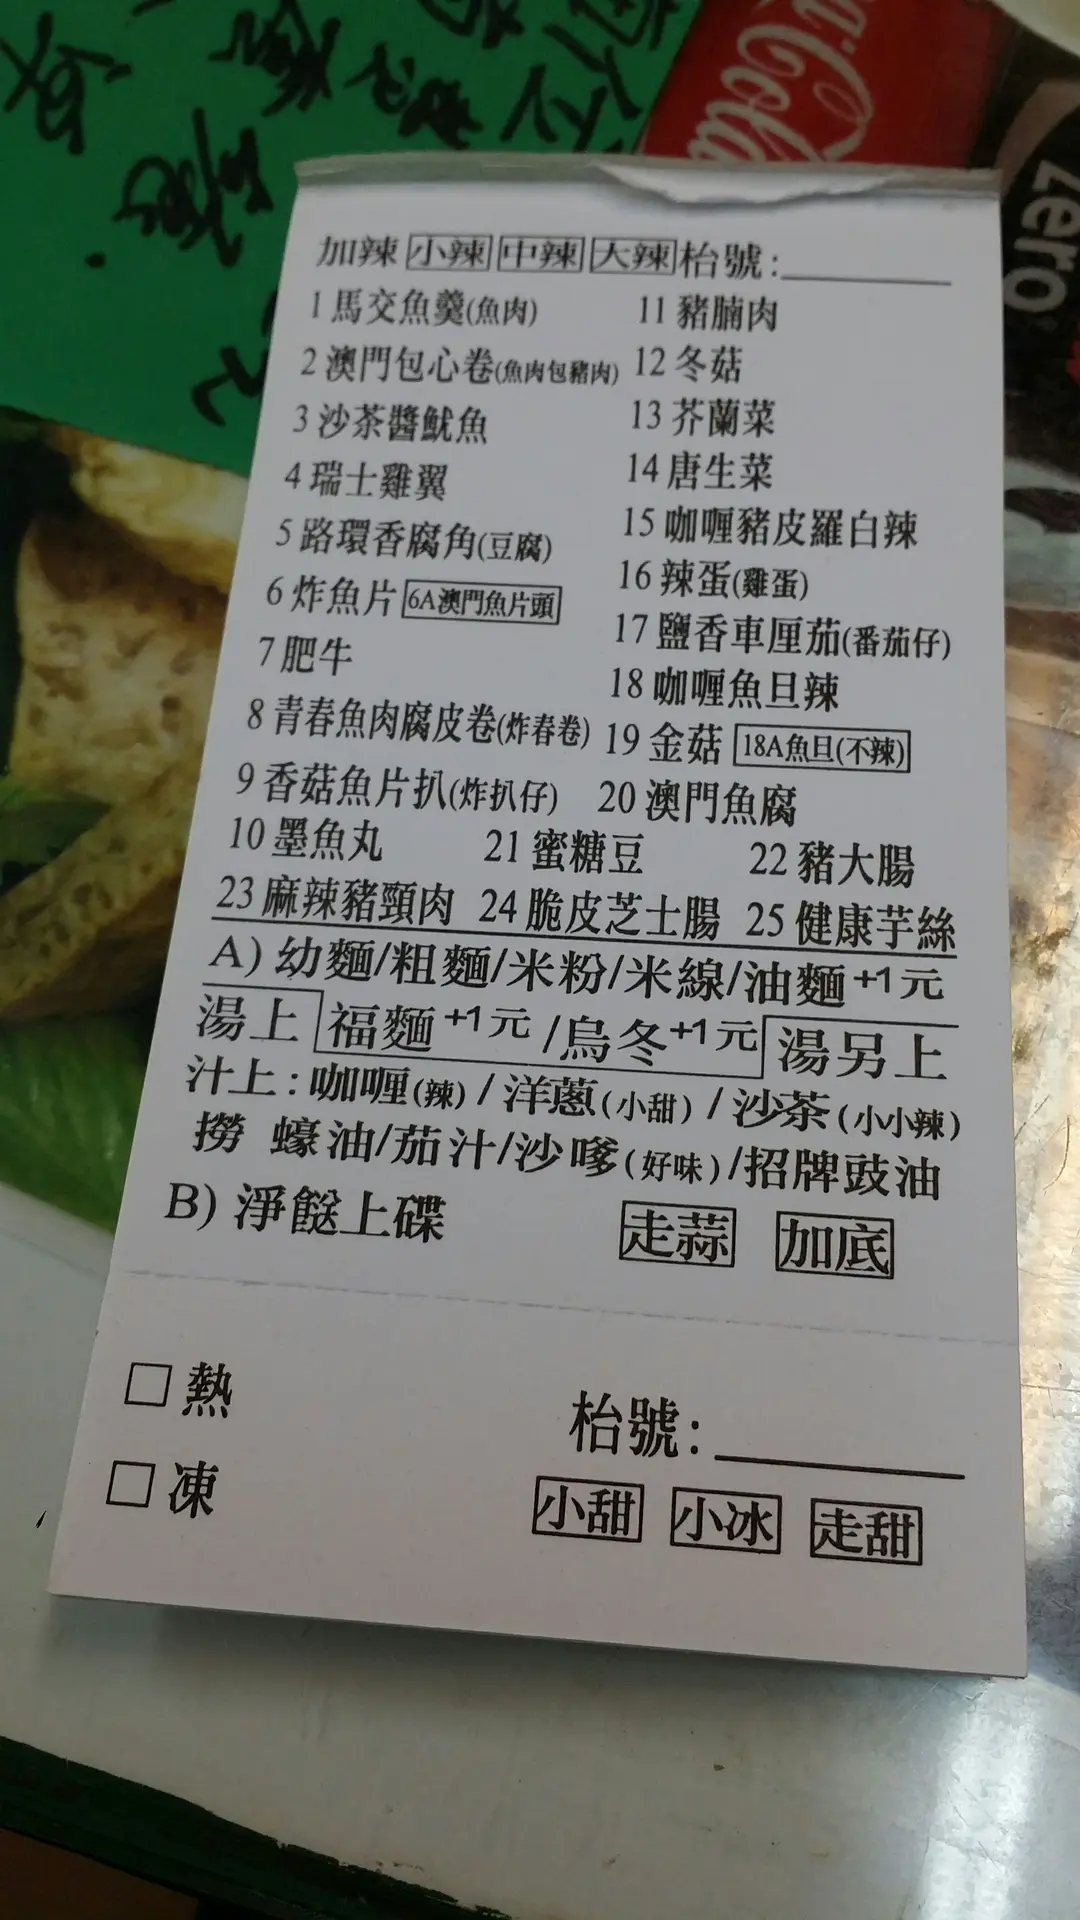 Coca-Cola
zero
加辣 小辣 中辣 大辣 枱號:
1 馬交魚羹(魚肉) 11 豬腩肉
2 澳門包心卷(魚肉包豬肉) 12 冬菇
3 沙茶醬魷魚 13 芥蘭菜
4 瑞士雞翼 14 唐生菜
5 路環香腐角(豆腐) 15 咖喱豬皮羅白辣
6 炸魚片 6A澳門魚片頭 16 辣蛋(雞蛋)
7 肥牛 17 鹽香車厘茄(番茄仔)
8 青春魚肉腐皮卷(炸春卷) 18 咖喱魚旦辣
9 香菇魚片扒(炸扒仔) 19 金菇 18A魚旦(不辣)
10 墨魚丸 20 澳門魚腐
21 蜜糖豆 22 豬大腸
23 麻辣豬頸肉 24 脆皮芝士腸 25 健康芋絲
A) 幼麵/粗麵/米粉/米線/油麵+1元
湯上 福麵+1元 /烏冬+1元 湯另上
汁上:咖喱(辣) / 洋蔥(小甜) / 沙茶(小小辣)
撈 蠔油/茄汁/沙嗲(好味)/招牌豉油
B) 淨餸上碟 走蒜 加底
□ 熱 枱號:
□ 凍 小甜 小冰 走甜